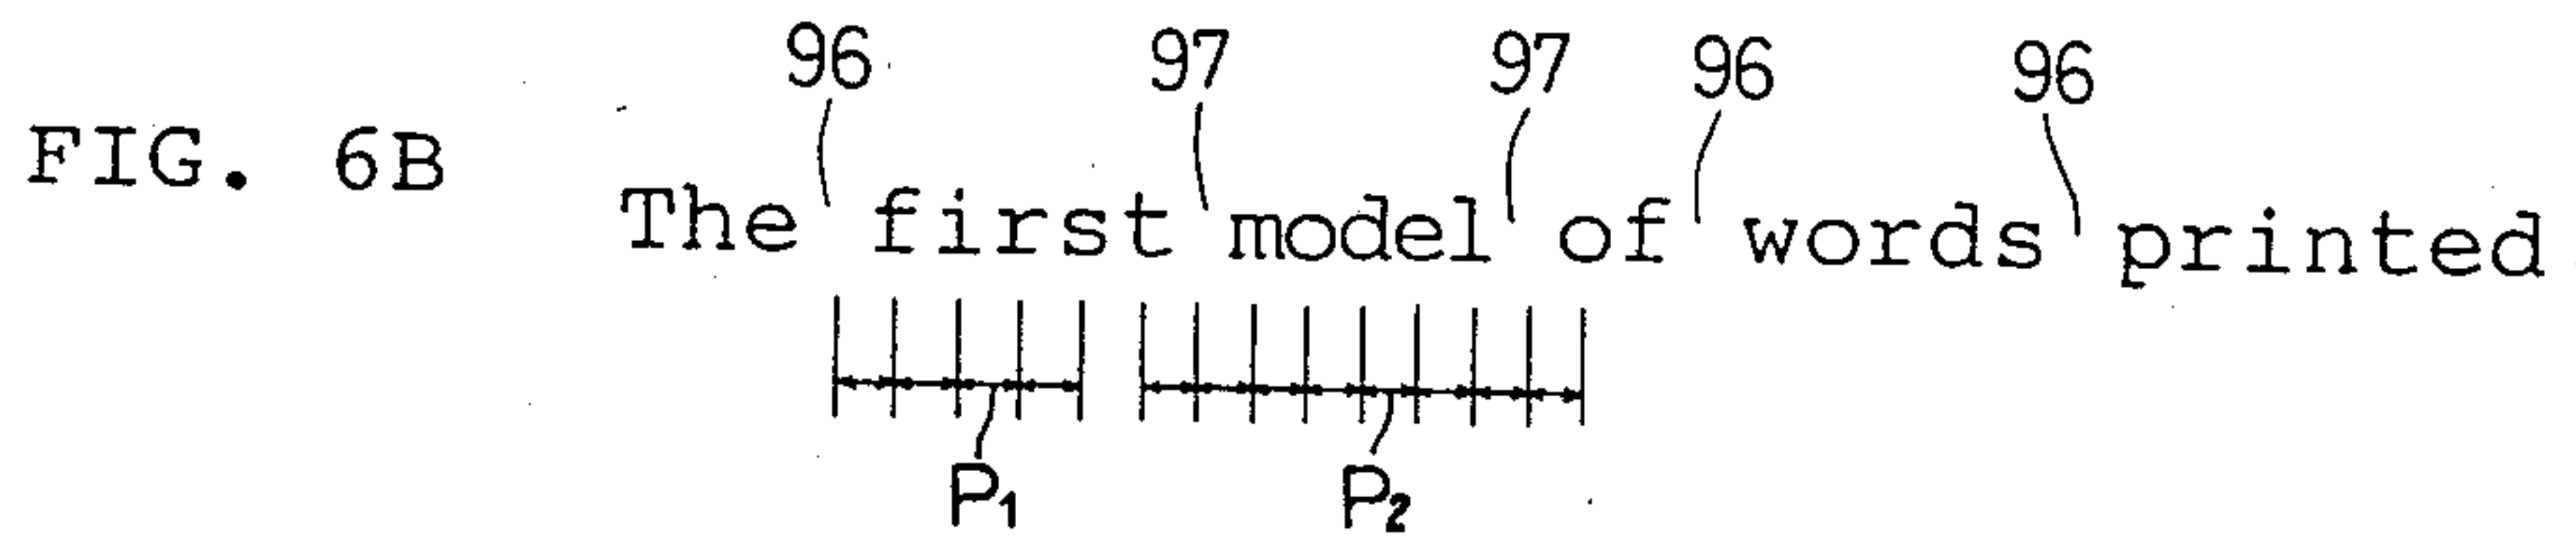 96 97 97 96 96
FIG. 6B The first model of words printed
P1 P2